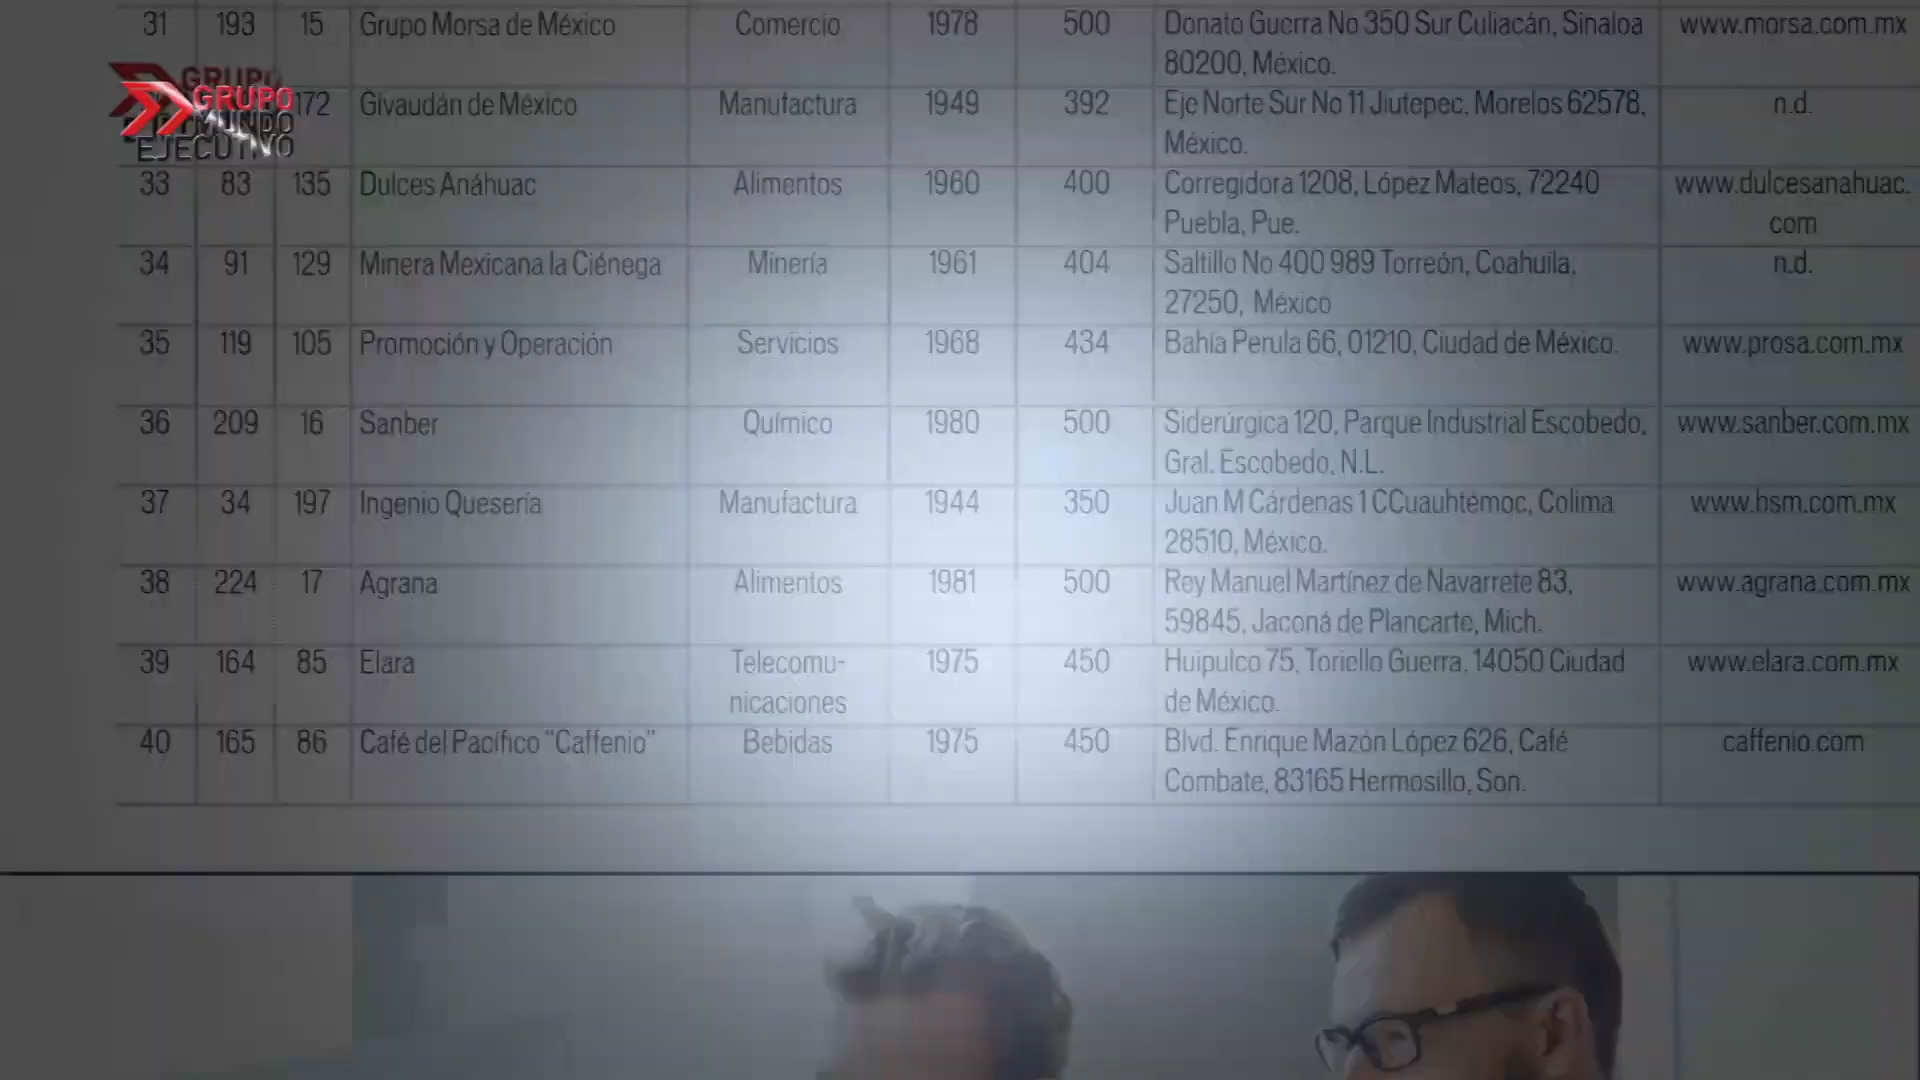 31 193 15 Grupo Morsa de México Comercio 1978 500 Donato Guerra No 350 Sur Culiacán, Sinaloa www.morsa.com.mx
80200, México.
GRUPO
MUNDO
EJECUTIVO
172 Givaudán de México Manufactura 1949 392 Eje Norte Sur No 11 Jiutepec, Morelos 62578, n.d.
México.
33 83 135 Dulces Anáhuac Alimentos 1960 400 Corregidora 1208, López Mateos, 72240 www.dulcesanahuac.
Puebla, Pue. com
34 91 129 Minera Mexicana la Ciénega Minería 1961 404 Saltillo No 400 989 Torreón, Coahuila, n.d.
27250, México
35 119 105 Promoción y Operación Servicios 1968 434 Bahía Perula 66, 01210, Ciudad de México. www.prosa.com.mx
36 209 16 Sanber Químico 1980 500 Siderúrgica 120, Parque Industrial Escobedo, www.sanber.com.mx
Gral. Escobedo, N.L.
37 34 197 Ingenio Quesería Manufactura 1944 350 Juan M Cárdenas 1 CCuauhtémoc, Colima www.bsm.com.mx
28510, México.
38 224 17 Agrana Alimentos 1981 500 Rey Manuel Martínez de Navarrete 83, www.agrana.com.mx
59845, Jacona de Plancarte, Mich.
39 164 85 Elara Telecomu- 1975 450 Huipulco 75, Toriello Guerra, 14050 Ciudad www.elara.com.mx
nicaciones de México.
40 165 86 Café del Pacífico "Caffenio" Bebidas 1975 450 Blvd. Enrique Mazón López 626, Café caffenio.com
Combate, 83165 Hermosillo, Son.